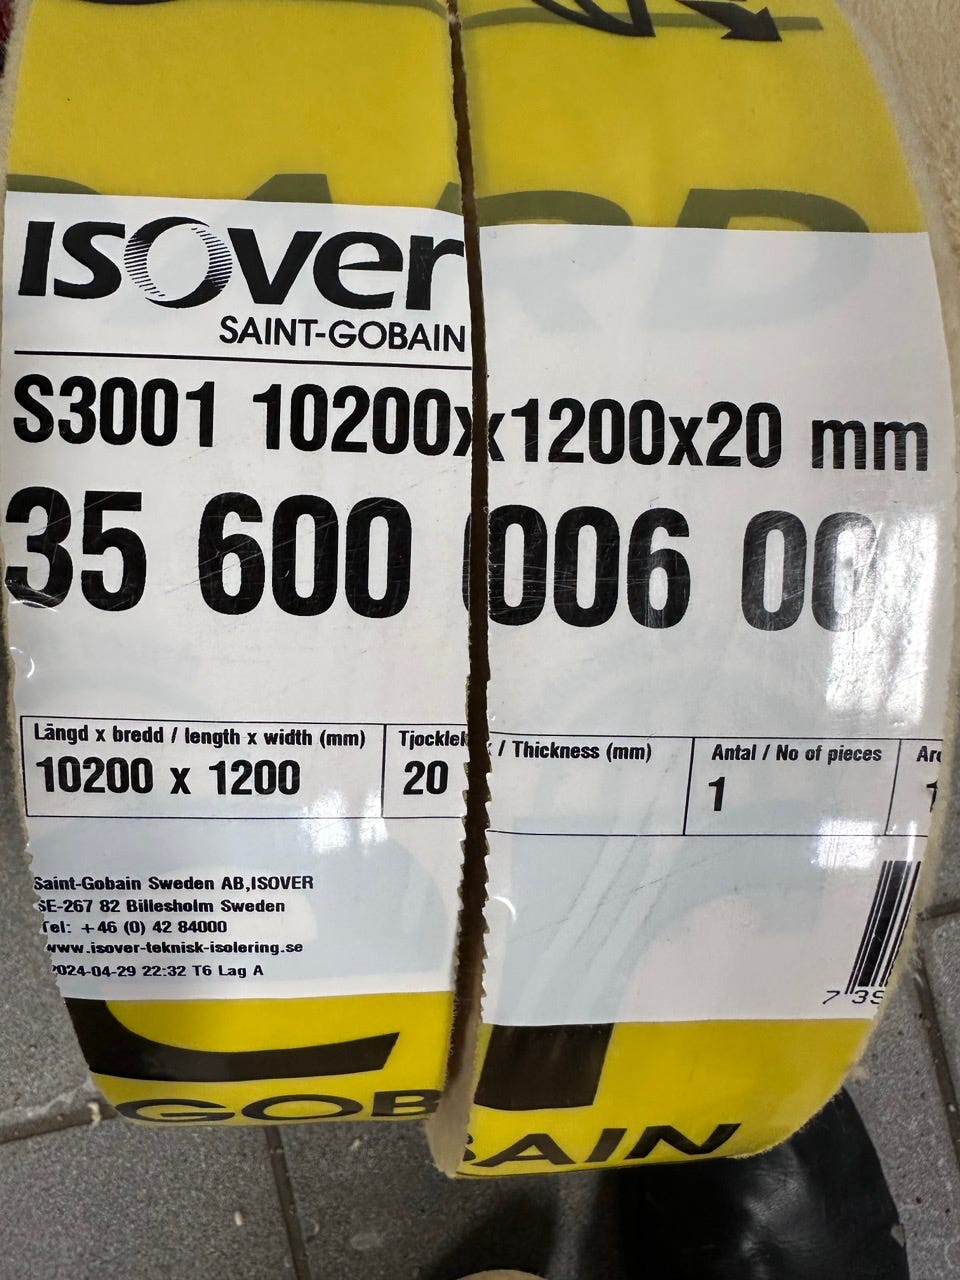 ISOVER
SAINT-GOBAIN
S3001 10200x1200x20 mm
35 600 006 00
Längd x bredd / length x width (mm)
10200 x 1200
/ Thickness (mm)
20
Antal / No of pieces
1
Saint-Gobain Sweden AB,ISOVER
SE-267 82 Billesholm Sweden
Tel: +46 (0) 42 84000
www.isover-teknisk-isolering.se
2024-04-29 22:32 T6 Lag A
GOBAIN